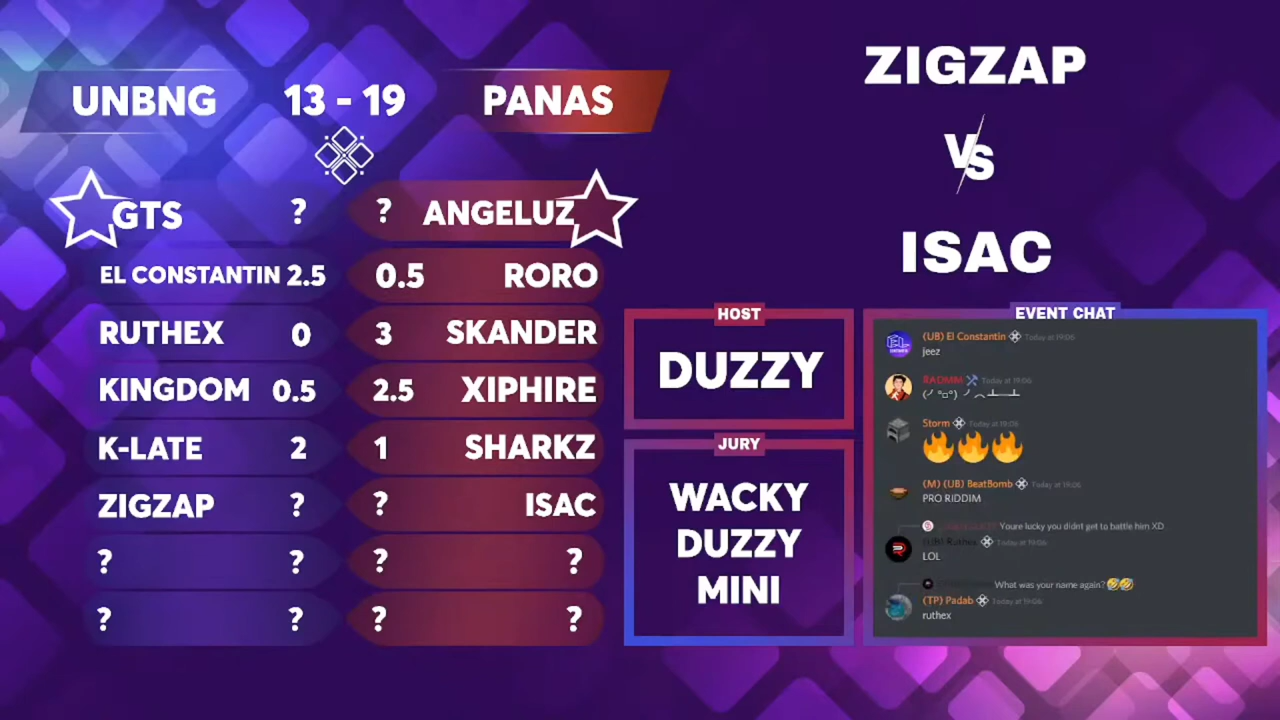 UNBNG 13 - 19 PANAS
GTS ? ? ANGELUZ
EL CONSTANTIN 2.5 0.5 RORO
RUTHEX 0 3 SKANDER
KINGDOM 0.5 2.5 XIPHIRE
K-LATE 2 1 SHARKZ
ZIGZAP ? ? ISAC
? ? ? ?
? ? ? ?
ZIGZAP
VS
ISAC
HOST
DUZZY
JURY
WACKY
DUZZY
MINI
EVENT CHAT
(UB) El Constantin Today at 19:06
jeez
RADMM Today at 19:06
Storm Today at 19:06
(M) (UB) BeatBomb Today at 19:06
PRO RIDDIM
Youre lucky you didnt get to battle him XD
(UB) Ruthex Today at 19:06
LOL
What was your name again?
(TP) Padab Today at 19:06
ruthex